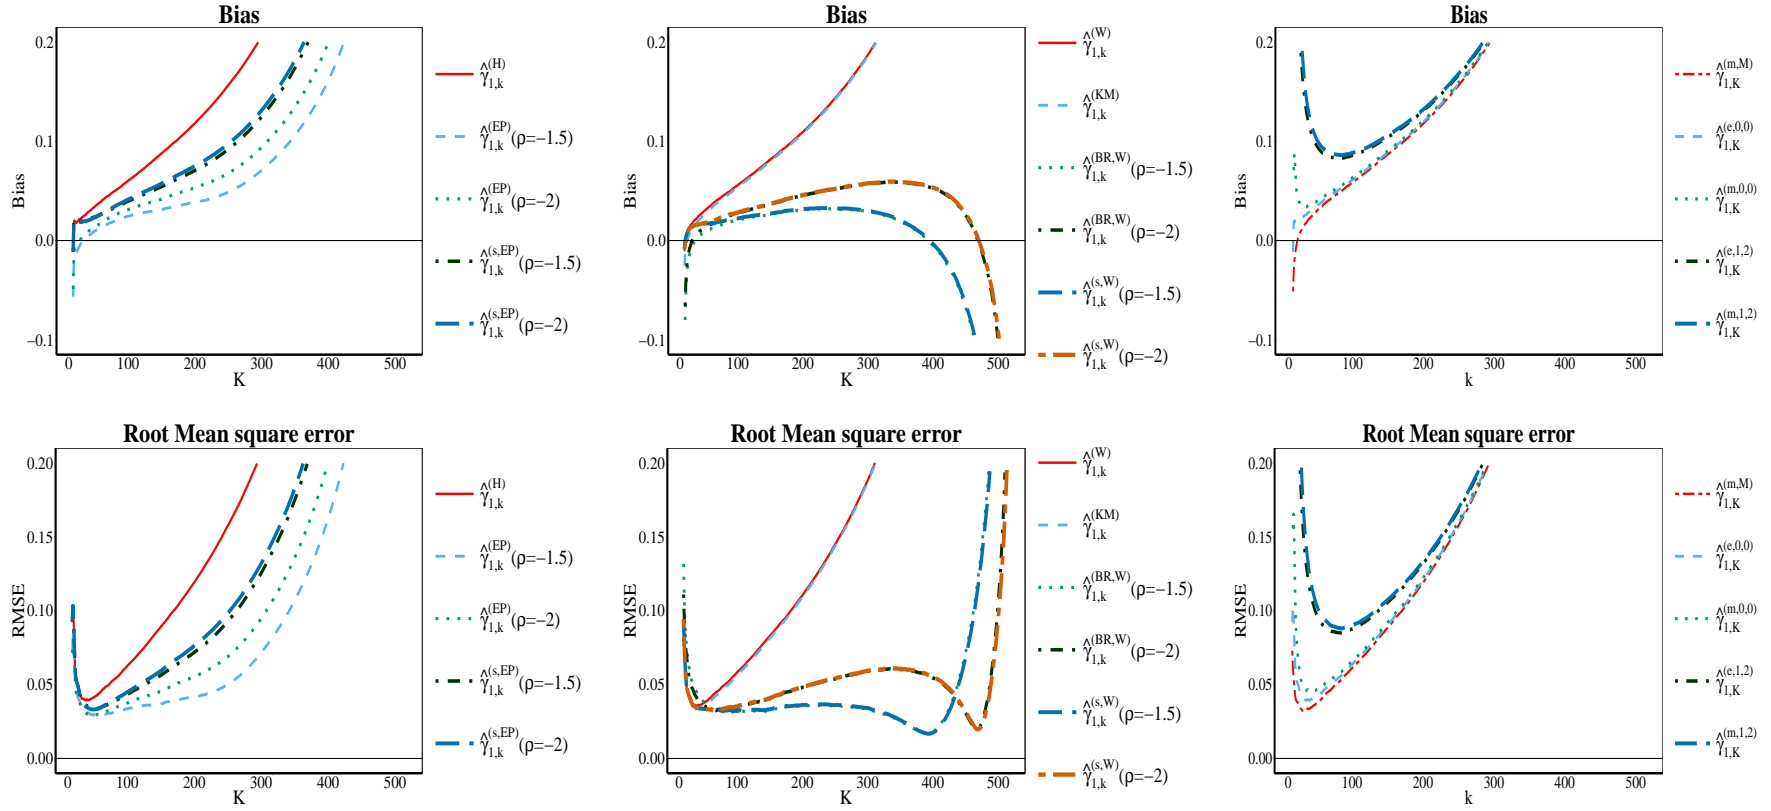 Bias
Bias
0.2
0.1
0.0
−0.1
0
100
200
300
400
500
K
γ̂1,k(H)
γ̂1,k(EP)(ρ=−1.5)
γ̂1,k(EP)(ρ=−2)
γ̂1,k(s,EP)(ρ=−1.5)
γ̂1,k(s,EP)(ρ=−2)
Bias
Bias
0.2
0.1
0.0
−0.1
0
100
200
300
400
500
K
γ̂1,k(W)
γ̂1,k(KM)
γ̂1,k(BR,W)(ρ=−1.5)
γ̂1,k(BR,W)(ρ=−2)
γ̂1,k(s,W)(ρ=−1.5)
γ̂1,k(s,W)(ρ=−2)
Bias
Bias
0.2
0.1
0.0
−0.1
0
100
200
300
400
500
k
γ̂1,K(m,M)
γ̂1,K(e,0,0)
γ̂1,K(m,0,0)
γ̂1,K(e,1,2)
γ̂1,K(m,1,2)
Root Mean square error
RMSE
0.20
0.15
0.10
0.05
0.00
0
100
200
300
400
500
K
γ̂1,k(H)
γ̂1,k(EP)(ρ=−1.5)
γ̂1,k(EP)(ρ=−2)
γ̂1,k(s,EP)(ρ=−1.5)
γ̂1,k(s,EP)(ρ=−2)
Root Mean square error
RMSE
0.20
0.15
0.10
0.05
0.00
0
100
200
300
400
500
K
γ̂1,k(W)
γ̂1,k(KM)
γ̂1,k(BR,W)(ρ=−1.5)
γ̂1,k(BR,W)(ρ=−2)
γ̂1,k(s,W)(ρ=−1.5)
γ̂1,k(s,W)(ρ=−2)
Root Mean square error
RMSE
0.20
0.15
0.10
0.05
0.00
0
100
200
300
400
500
k
γ̂1,K(m,M)
γ̂1,K(e,0,0)
γ̂1,K(m,0,0)
γ̂1,K(e,1,2)
γ̂1,K(m,1,2)